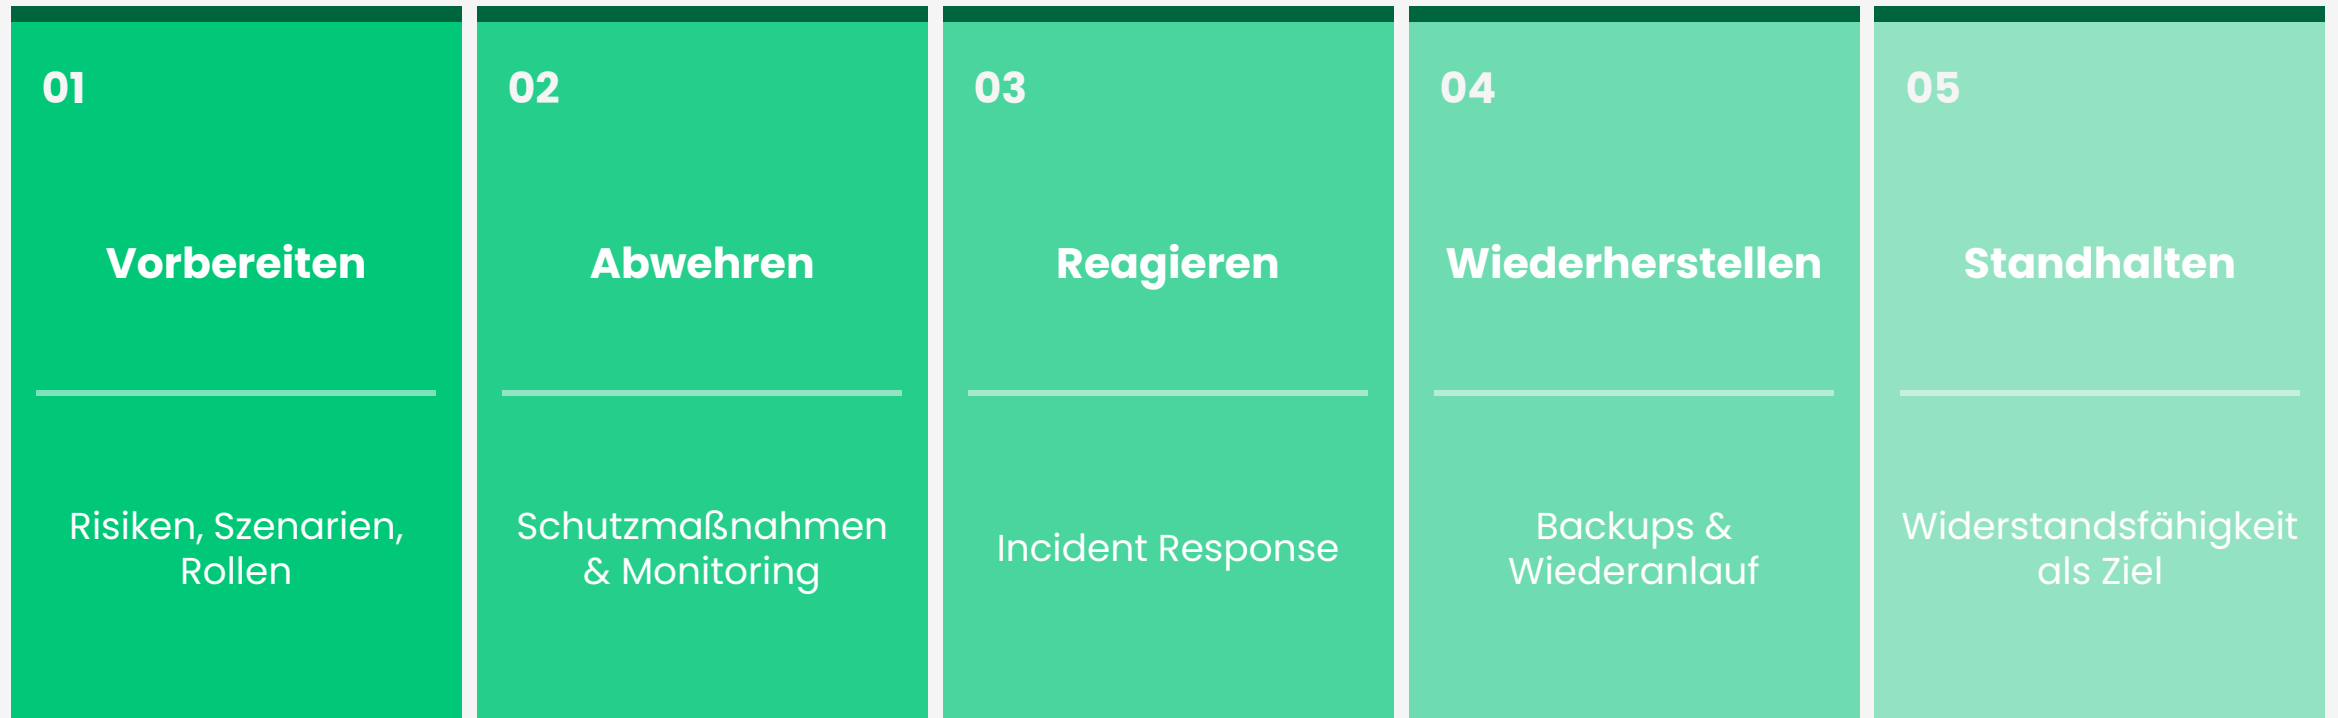 01
Vorbereiten
Risiken, Szenarien,
Rollen
02
Abwehren
Schutzmaßnahmen
& Monitoring
03
Reagieren
Incident Response
04
Wiederherstellen
Backups &
Wiederanlauf
05
Standhalten
Widerstandsfähigkeit
als Ziel